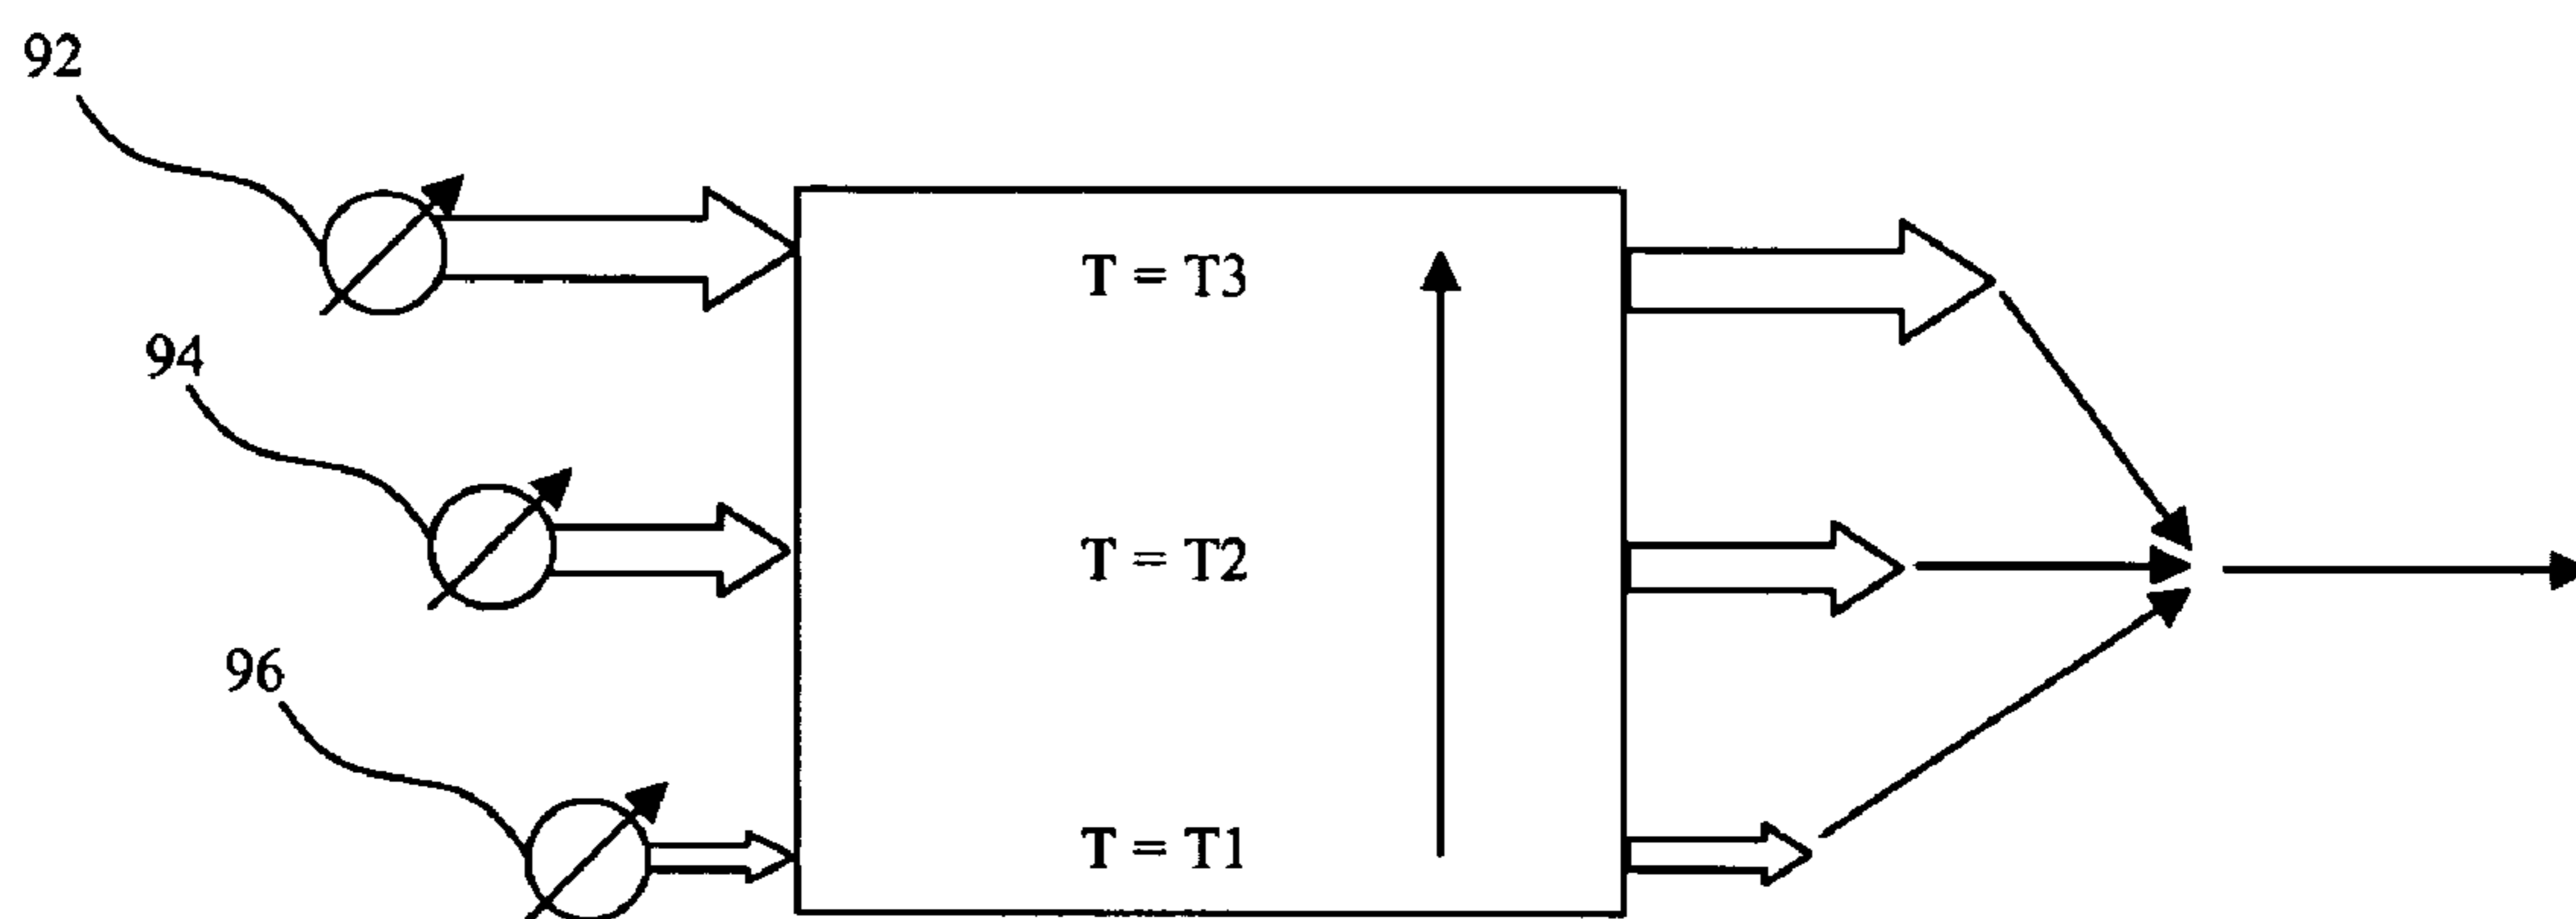 92
T = T3
94
T = T2
96
T = T1